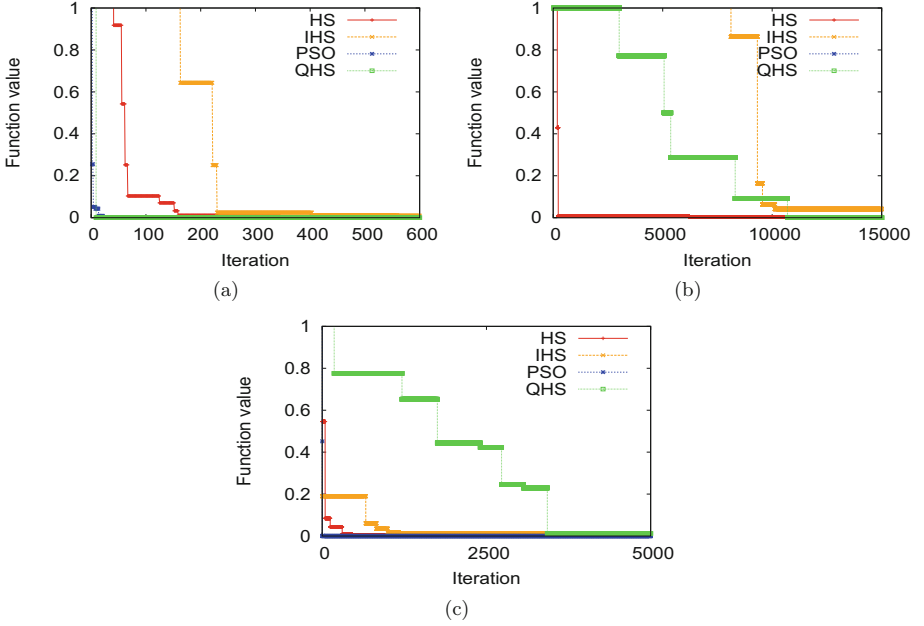 1
0.8
0.6
0.4
0.2
0
Function value
0 100 200 300 400 500 600
Iteration
HS
IHS
PSO
QHS
(a)
1
0.8
0.6
0.4
0.2
0
Function value
0 5000 10000 15000
Iteration
HS
IHS
PSO
QHS
(b)
1
0.8
0.6
0.4
0.2
0
Function value
0 2500 5000
Iteration
HS
IHS
PSO
QHS
(c)